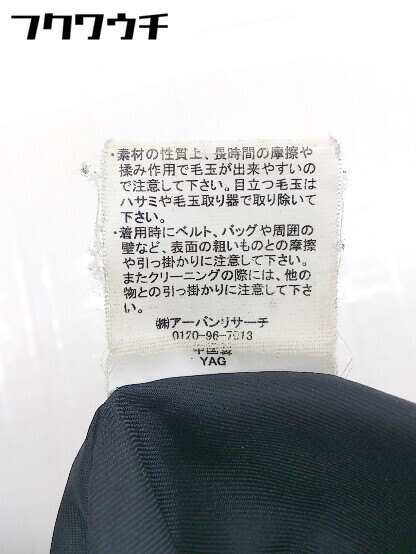 フクワウチ
・素材の性質上、長時間の摩擦や
揉み作用で毛玉が出来やすいの
で注意して下さい。目立つ毛玉は
ハサミや毛玉取り器で取り除いて
下さい。
・着用時にベルト、バッグや周囲の
壁など、表面の粗いものとの摩擦
や引っ掛かりに注意して下さい。
またクリーニングの際には、他の
物との引っ掛かりに注意して下さ
い。
㈱アーバンリサーチ
0120-96-7913
中国製
YAG